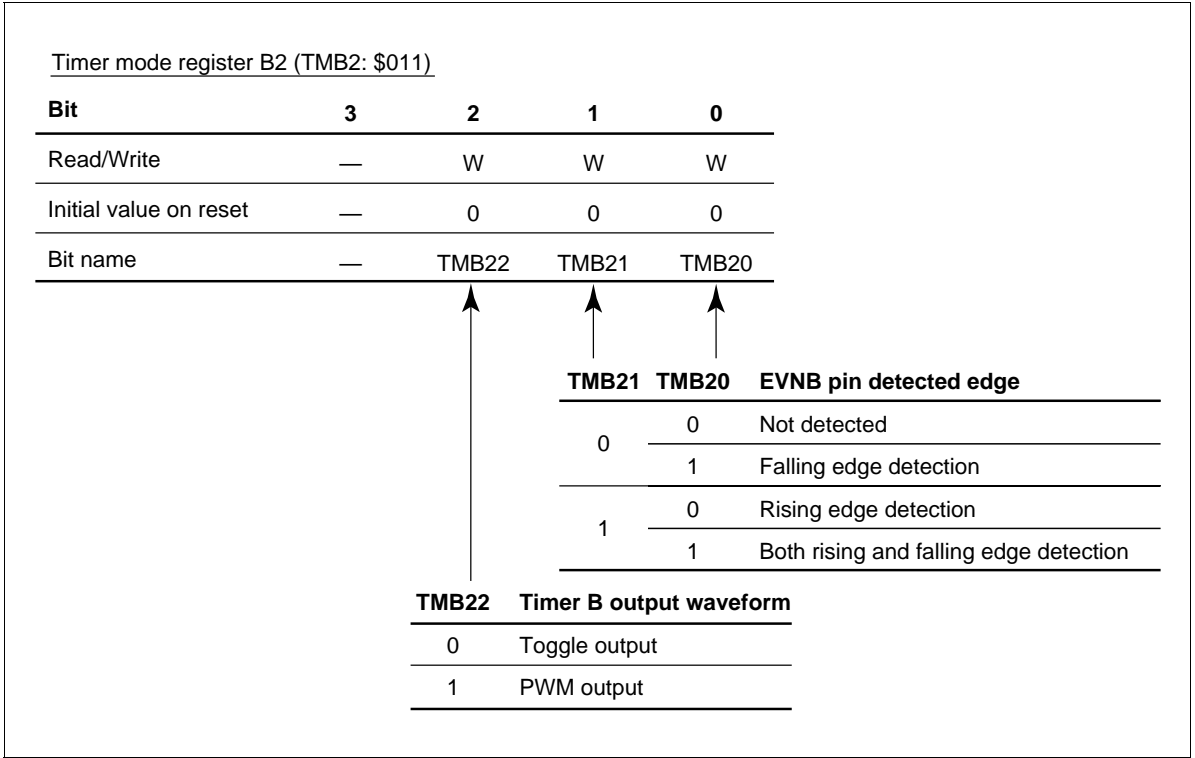 Timer mode register B2 (TMB2: $011)
Bit 3 2 1 0
Read/Write — W W W
Initial value on reset — 0 0 0
Bit name — TMB22 TMB21 TMB20
TMB21 TMB20 EVNB pin detected edge
0 0 Not detected
1 Falling edge detection
1 0 Rising edge detection
1 Both rising and falling edge detection
TMB22 Timer B output waveform
0 Toggle output
1 PWM output